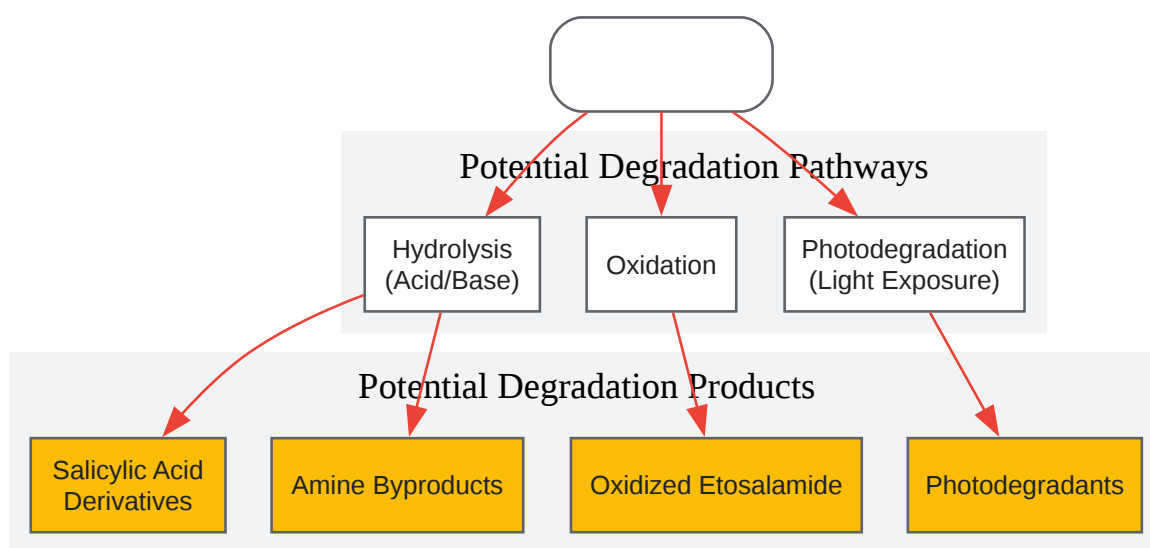 Potential Degradation Pathways
Hydrolysis
(Acid/Base)
Oxidation
Photodegradation
(Light Exposure)
Potential Degradation Products
Salicylic Acid
Derivatives
Amine Byproducts
Oxidized Etosalamide
Photodegradants